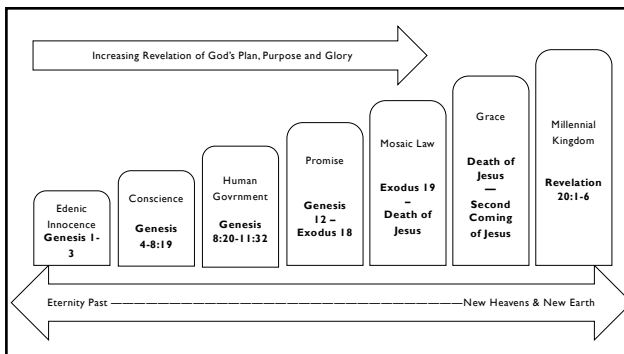 Increasing Revelation of God's Plan, Purpose and Glory
Edenic
Innocence
Genesis 1-
3
Conscience
Genesis
4-8:19
Human
Govrnment
Genesis
8:20-11:32
Promise
Genesis
12 –
Exodus 18
Mosaic Law
Exodus 19
–
Death of
Jesus
Grace
Death of
Jesus
—
Second
Coming
of Jesus
Millennial
Kingdom
Revelation
20:1-6
Eternity Past ——————————————————————————————New Heavens & New Earth